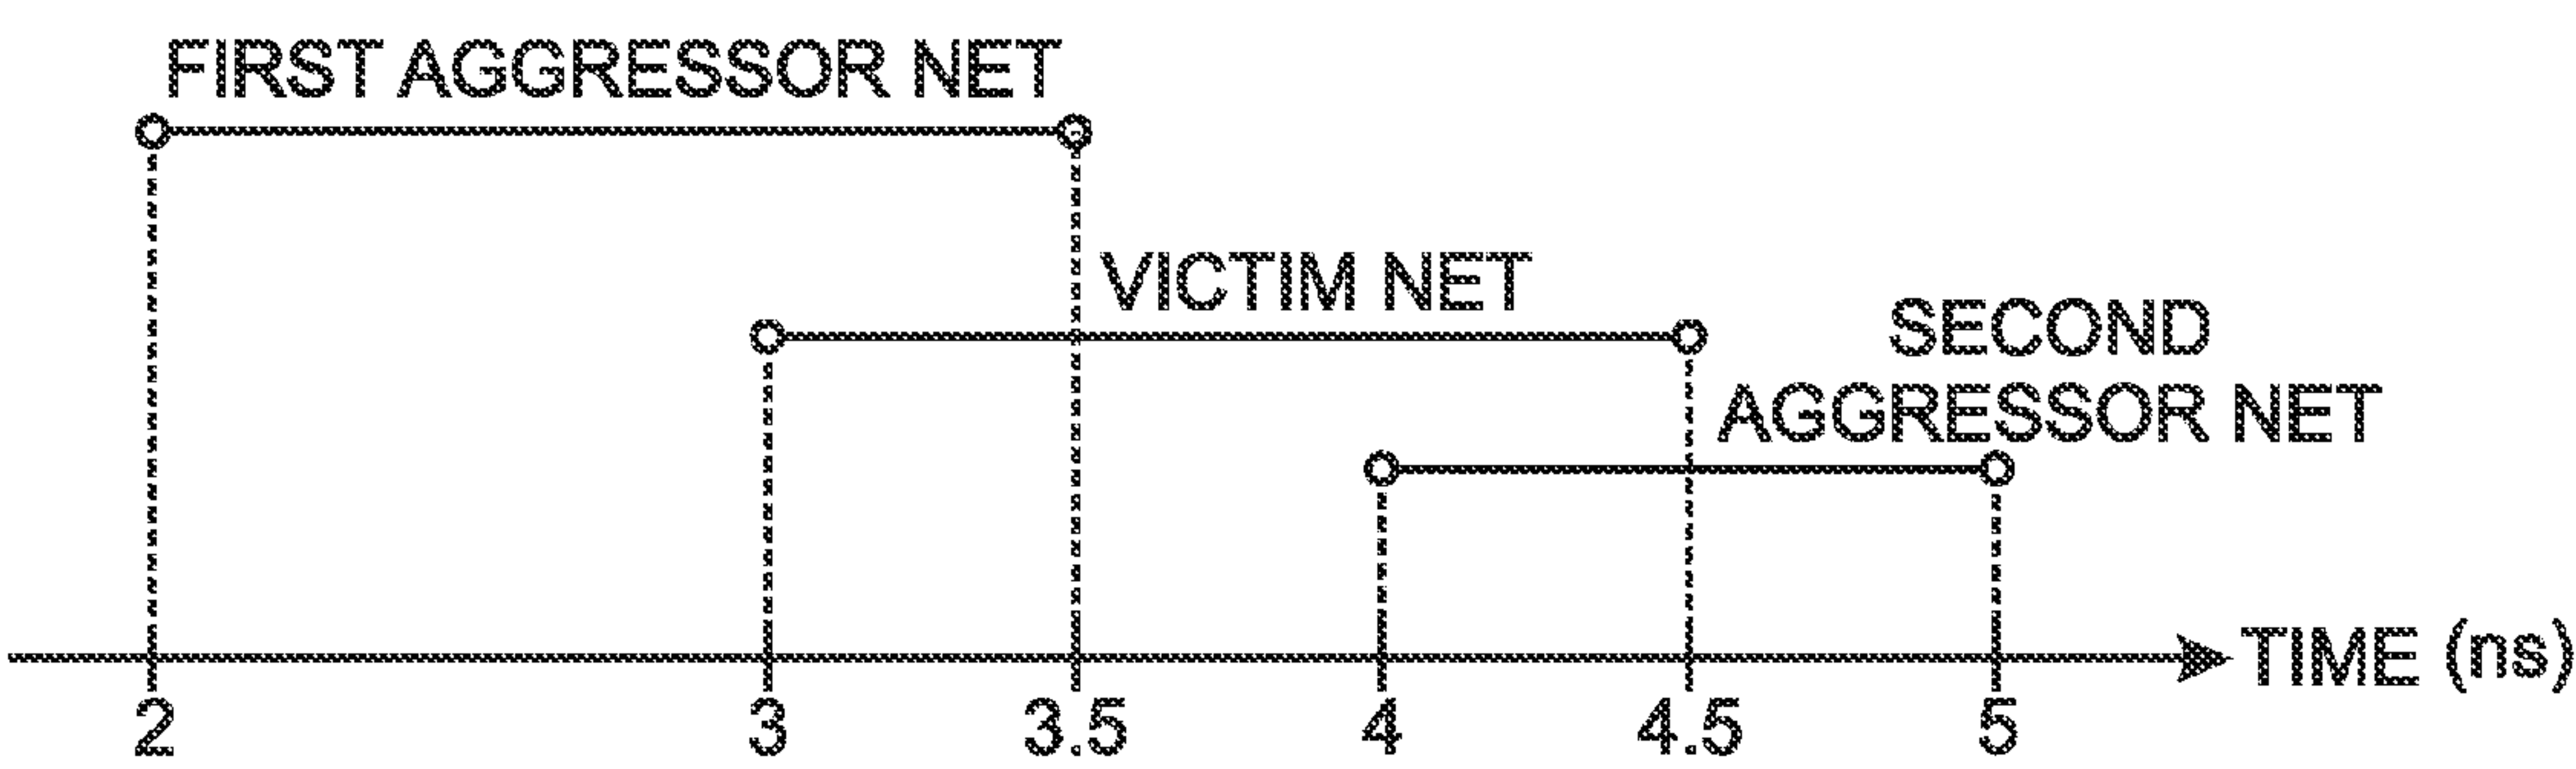 FIRST AGGRESSOR NET
VICTIM NET
SECOND
AGGRESSOR NET
TIME (ns)
2 3 3.5 4 4.5 5